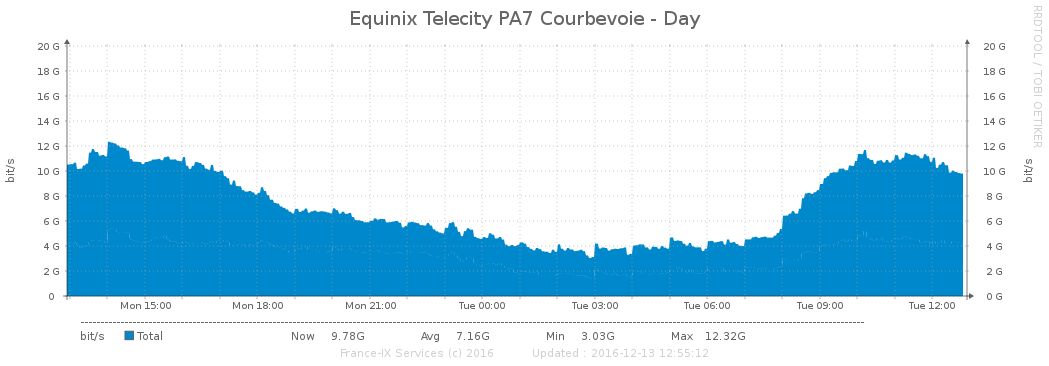 Equinix Telecity PA7 Courbevoie - Day
RRDTOOL / TOBI OETIKER
20 G 20 G
18 G 18 G
16 G 16 G
14 G 14 G
12 G 12 G
10 G 10 G
8 G 8 G
6 G 6 G
4 G 4 G
2 G 2 G
0 0 G
bit/s
bit/s
Mon 15:00 Mon 18:00 Mon 21:00 Tue 00:00 Tue 03:00 Tue 06:00 Tue 09:00 Tue 12:00
bit/s Total Now 9.78G Avg 7.16G Min 3.03G Max 12.32G
France-IX Services (c) 2016 Updated : 2016-12-13 12:55:12